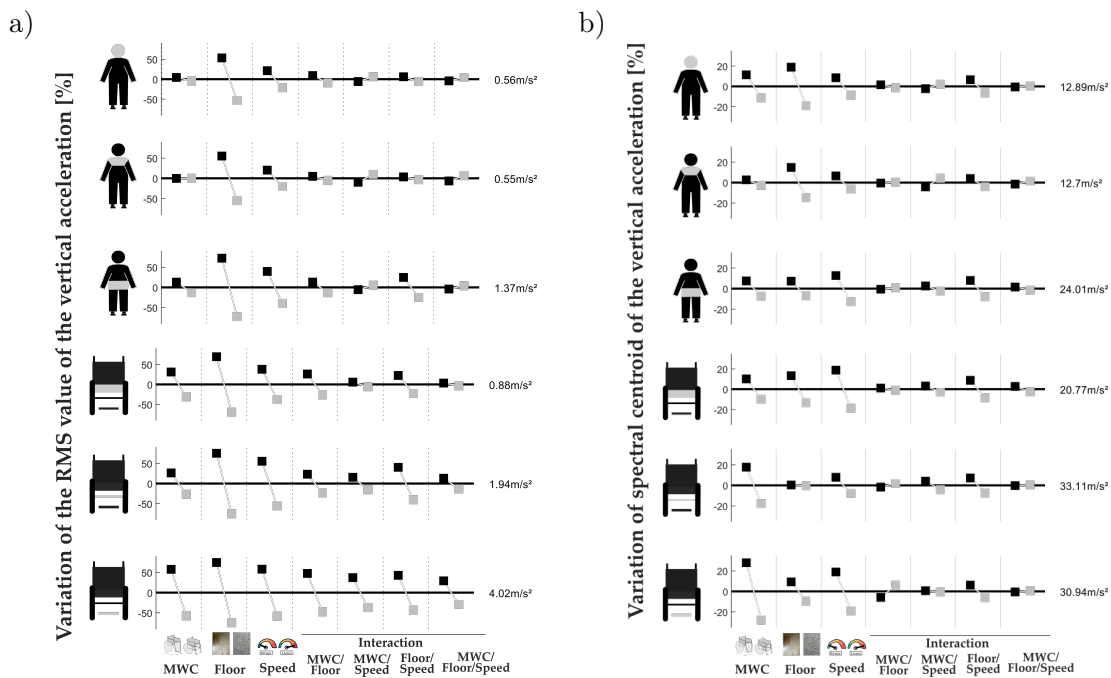 a)
Variation of the RMS value of the vertical acceleration [%]
50
0
-50
0.56m/s²
50
0
-50
0.55m/s²
50
0
-50
1.37m/s²
50
0
-50
0.88m/s²
50
0
-50
1.94m/s²
50
0
-50
4.02m/s²
MWC
Floor
Speed
Interaction
MWC/
Floor
MWC/
Speed
Floor/
Speed
MWC/
Floor/Speed
b)
Variation of spectral centroid of the vertical acceleration [%]
20
0
-20
12.89m/s²
20
0
-20
12.7m/s²
20
0
-20
24.01m/s²
20
0
-20
20.77m/s²
20
0
-20
33.11m/s²
20
0
-20
30.94m/s²
MWC
Floor
Speed
Interaction
MWC/
Floor
MWC/
Speed
Floor/
Speed
MWC/
Floor/Speed